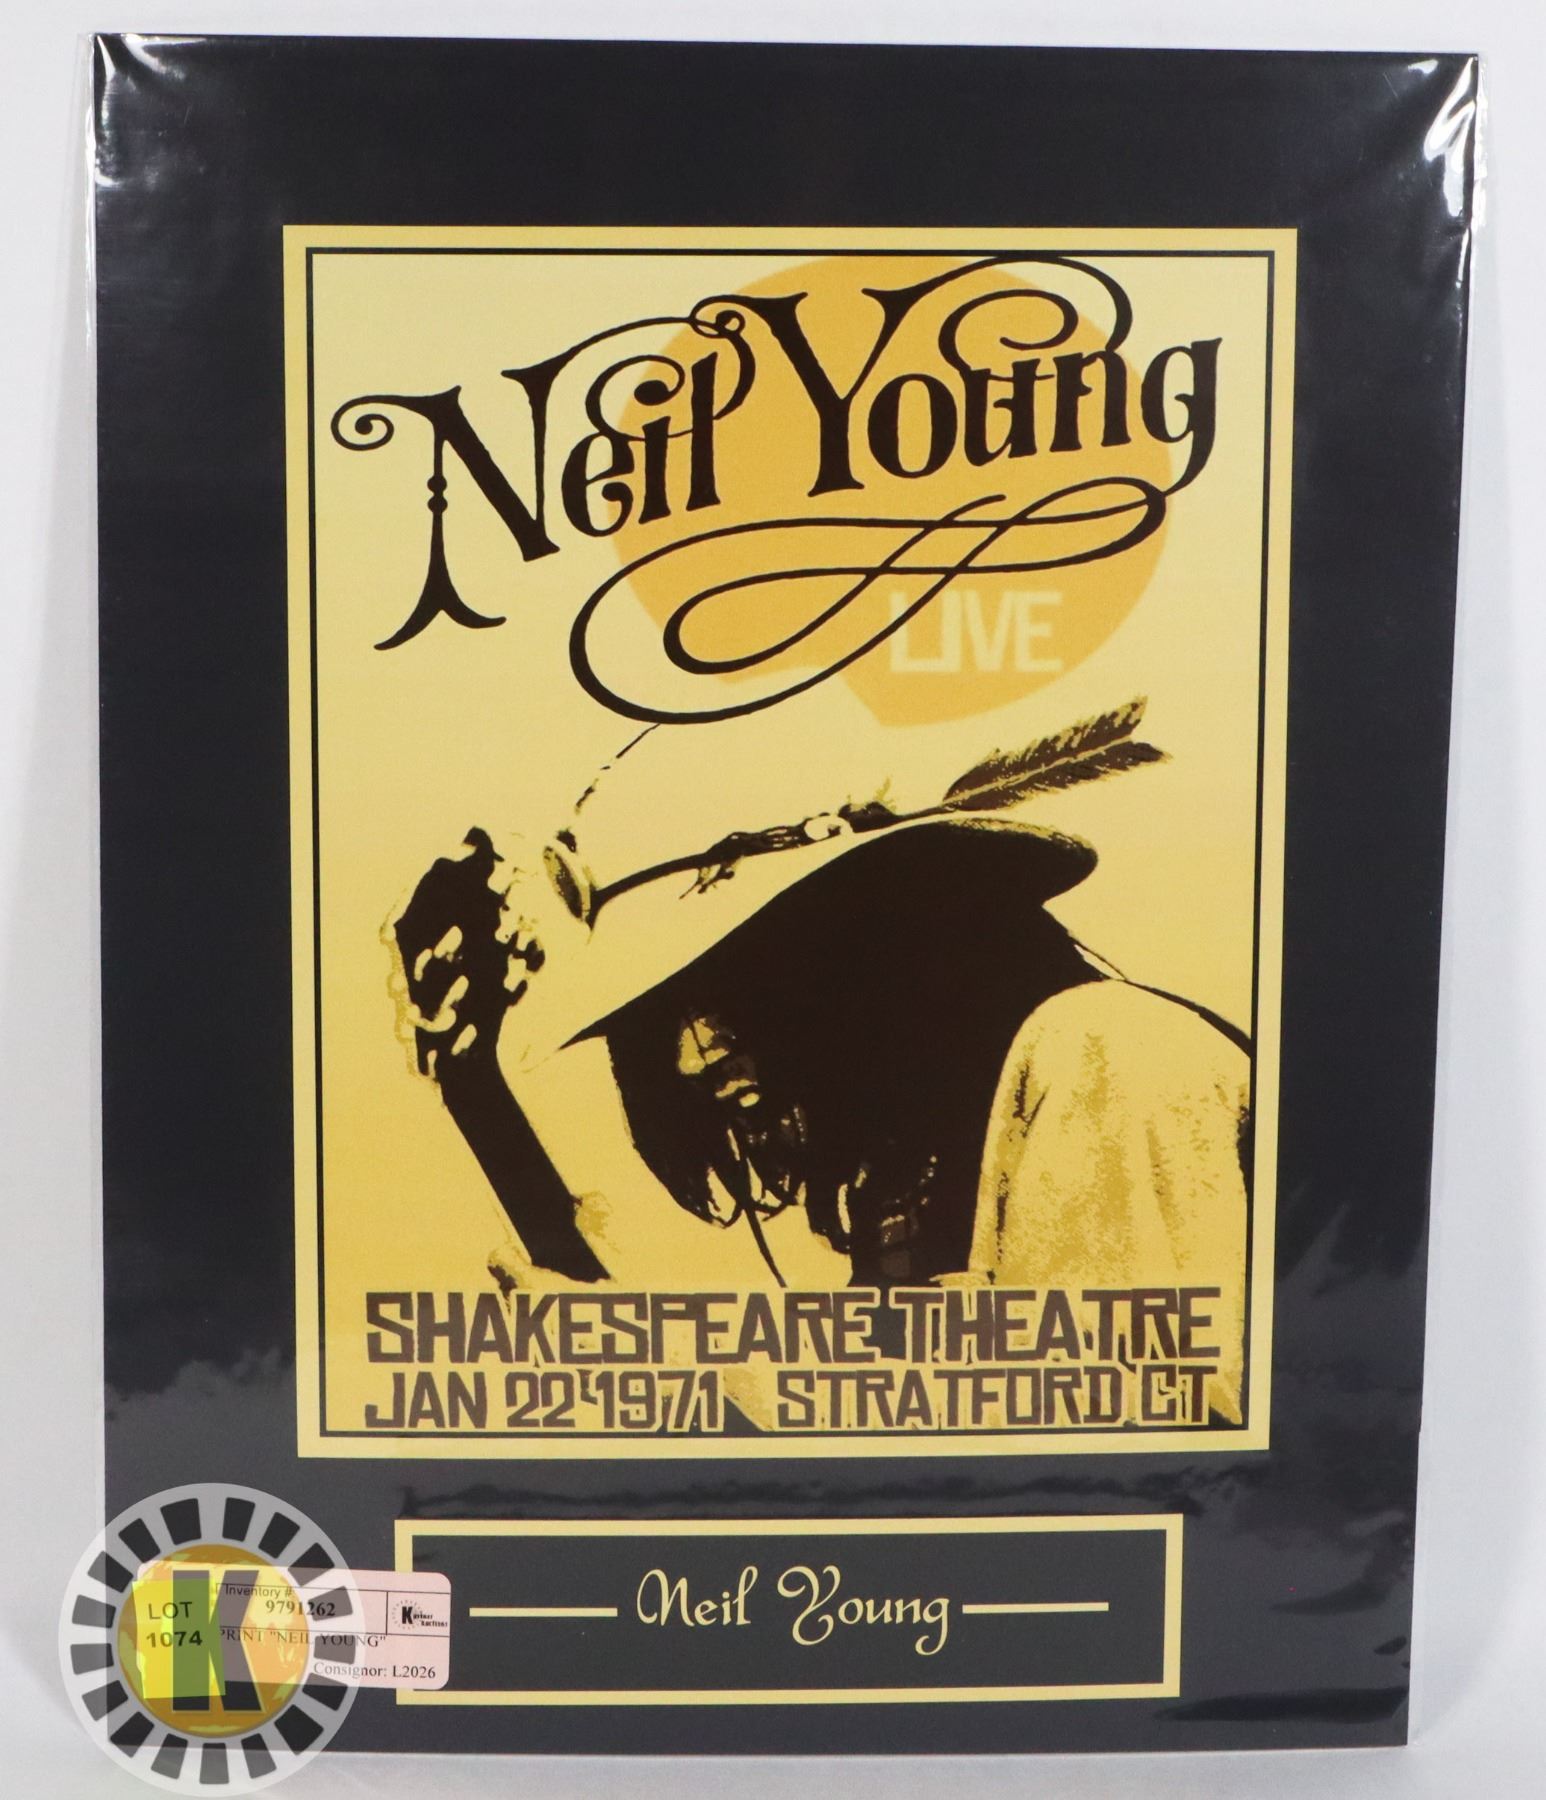 Neil Young
LIVE
SHAKESPEARE THEATRE
JAN 22 1971 STRATFORD CT
Neil Young
LOT
1074
Inventory #
9791262
PRINT "NEIL YOUNG"
Consignor: L2026
K